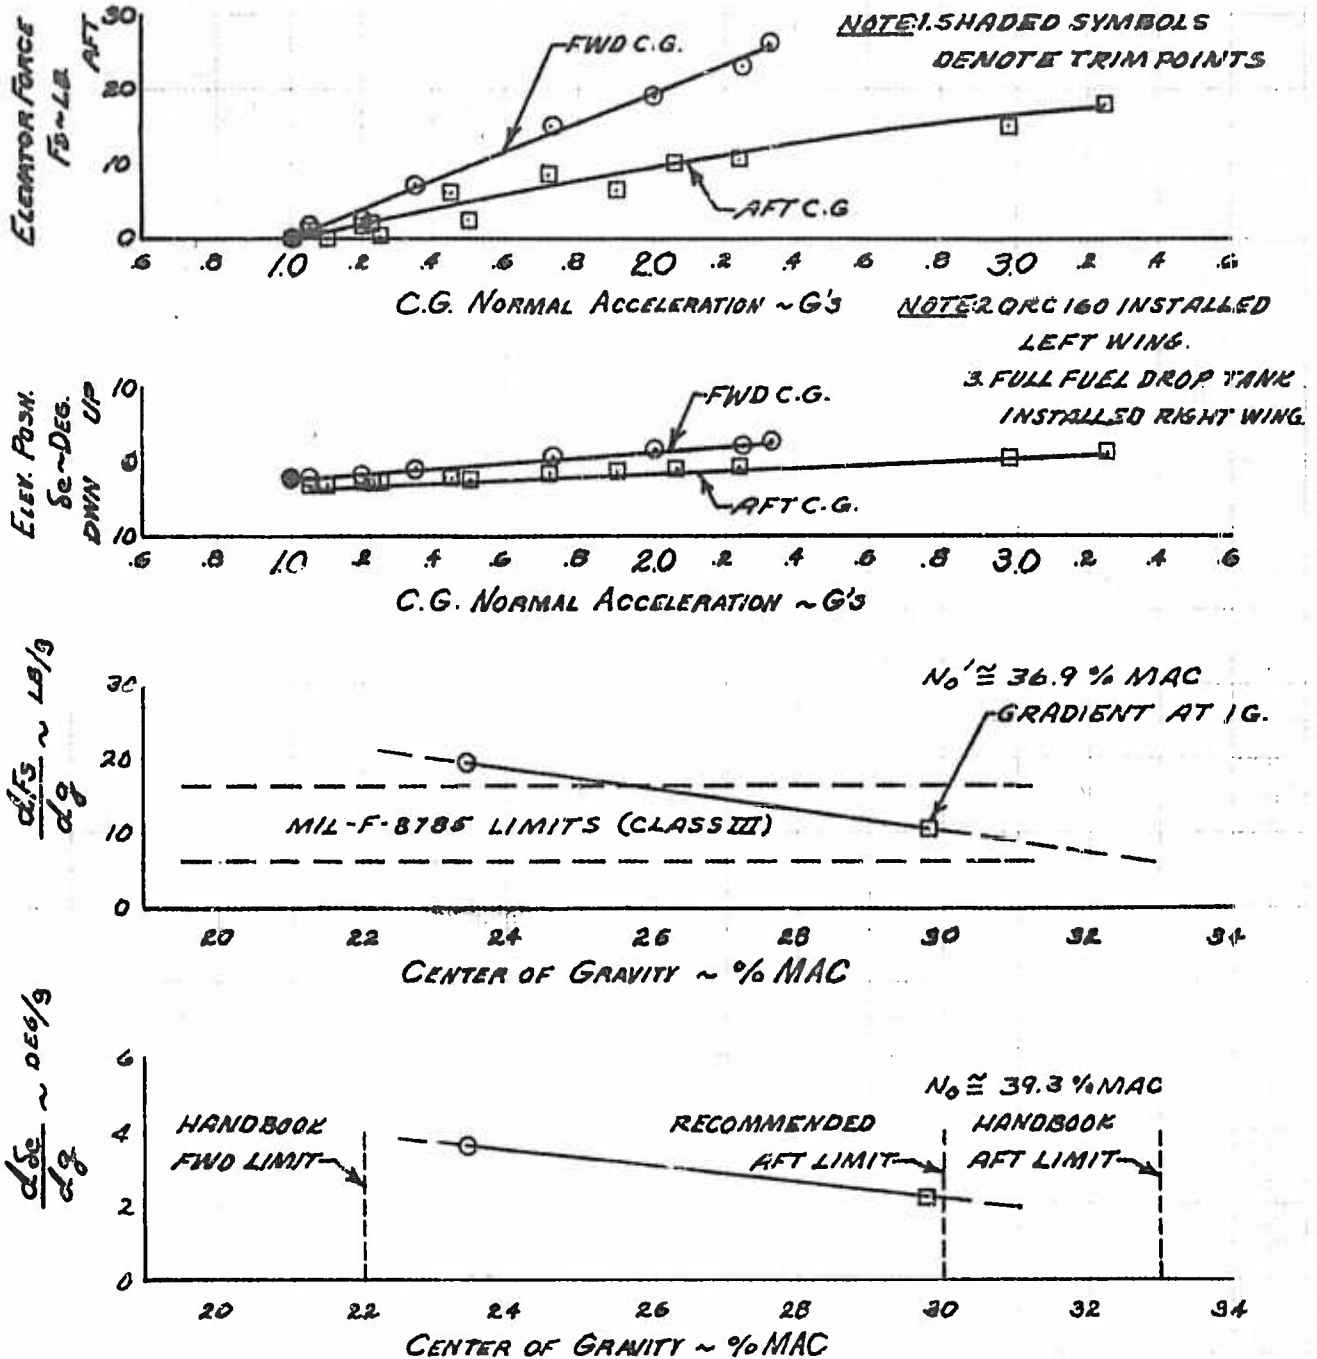 NOTE: 1. SHADED SYMBOLS
DENOTE TRIM POINTS
ELEVATOR FORCE
FS ~ LB AFT
30
20
10
0
FWD C.G.
AFT C.G
.6 .8 1.0 .2 .4 .6 .8 2.0 .2 .4 .6 .8 3.0 .2 .4 .6
C.G. NORMAL ACCELERATION ~ G'S
NOTE: 2 QRC 160 INSTALLED
LEFT WING.
3. FULL FUEL DROP TANK
INSTALLED RIGHT WING.
ELEV. POSN.
δe ~ DEG.
DWN UP
10
0
10
FWD C.G.
AFT C.G.
.6 .8 1.0 .2 .4 .6 .8 2.0 .2 .4 .6 .8 3.0 .2 .4 .6
C.G. NORMAL ACCELERATION ~ G'S
dFs/dg ~ LB/g
30
20
10
0
No' ≅ 36.9 % MAC
GRADIENT AT 1G.
MIL-F-8785 LIMITS (CLASS III)
20 22 24 26 28 30 32 34
CENTER OF GRAVITY ~ % MAC
dδe/dg ~ DEG/g
6
4
2
0
No ≅ 39.3 % MAC
HANDBOOK
FWD LIMIT
RECOMMENDED
AFT LIMIT
HANDBOOK
AFT LIMIT
20 22 24 26 28 30 32 34
CENTER OF GRAVITY ~ % MAC